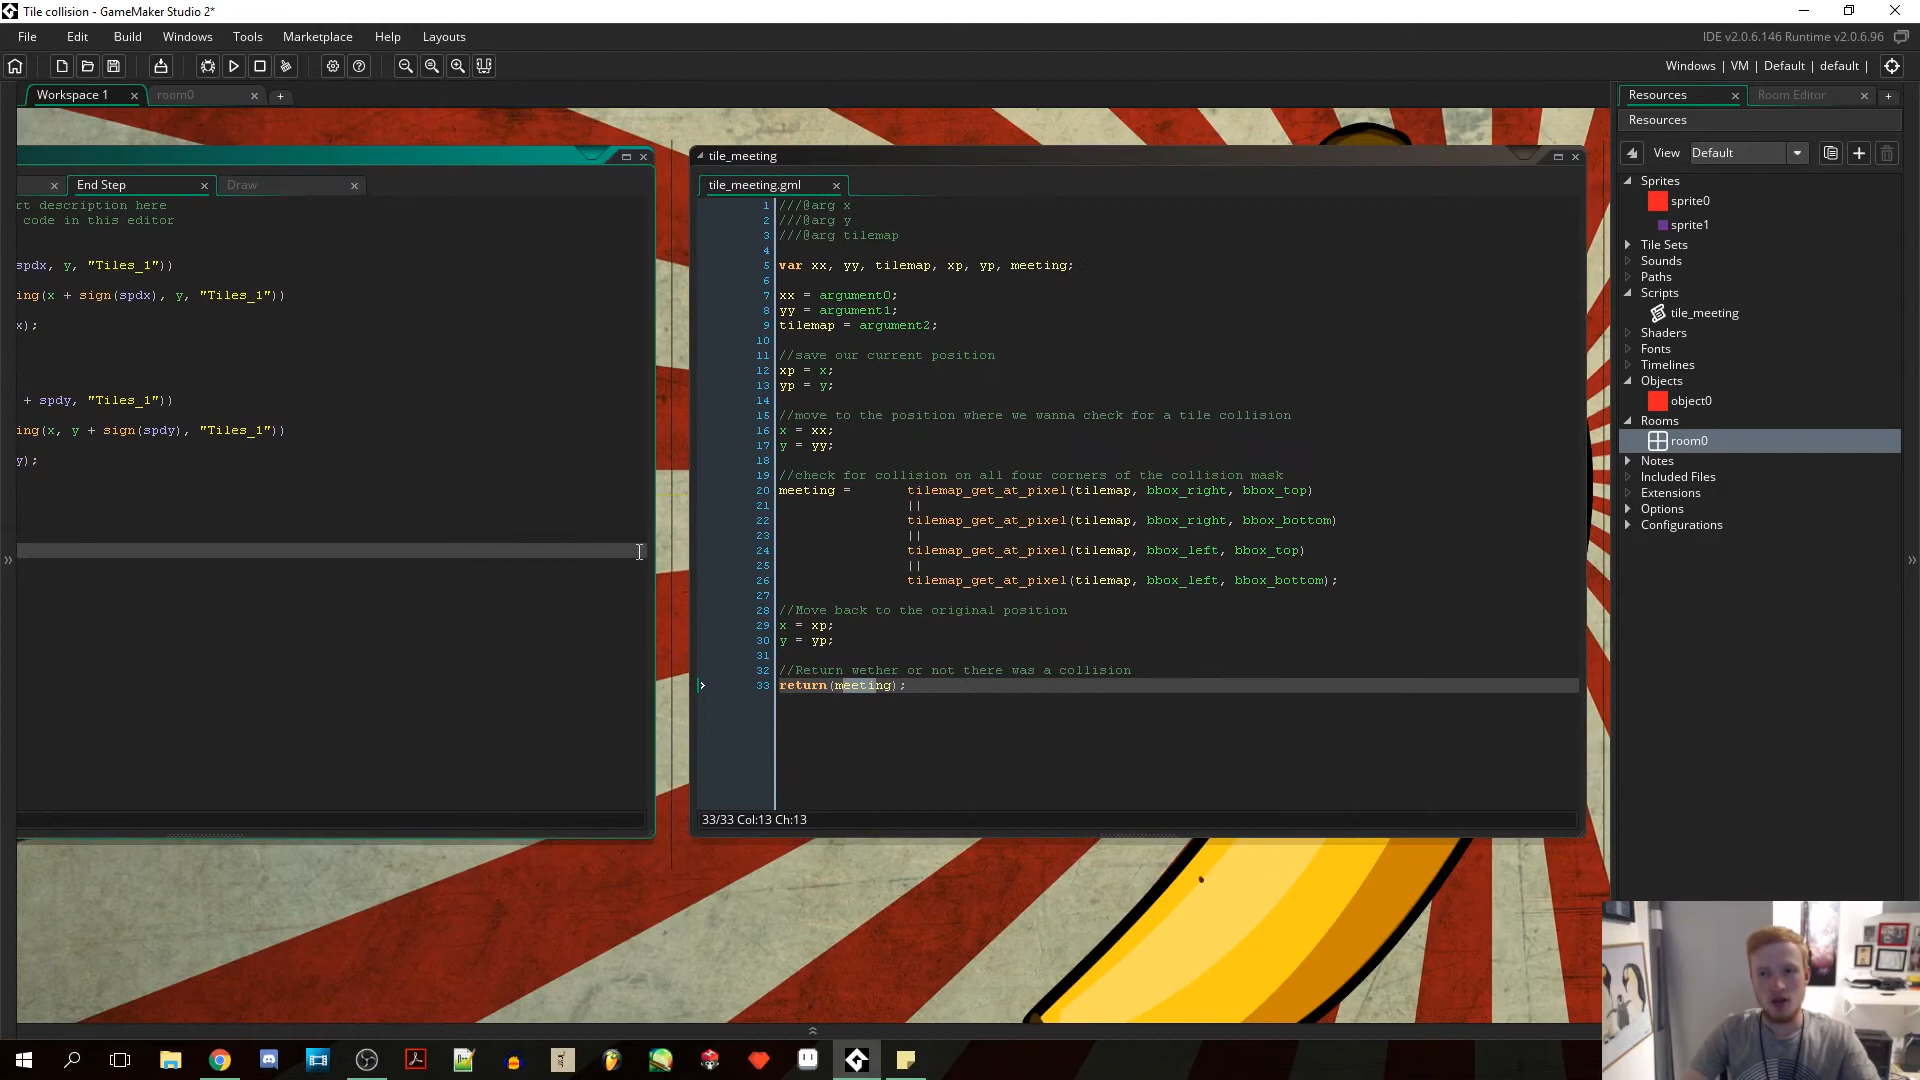 Tile collision - GameMaker Studio 2*
File Edit Build Windows Tools Marketplace Help Layouts
IDE v2.0.6.146 Runtime v2.0.6.96
Windows | VM | Default | default |
Workspace 1
room0
Resources
Room Editor
Resources
View Default
Sprites
sprite0
sprite1
Tile Sets
Sounds
Paths
Scripts
tile_meeting
Shaders
Fonts
Timelines
Objects
object0
Rooms
room0
Notes
Included Files
Extensions
Options
Configurations
End Step
Draw
rt description here
code in this editor
spdx, y, "Tiles_1"))
ing(x + sign(spdx), y, "Tiles_1"))
x);
+ spdy, "Tiles_1"))
ing(x, y + sign(spdy), "Tiles_1"))
y);
tile_meeting
tile_meeting.gml
1 ///@arg x
2 ///@arg y
3 ///@arg tilemap
4
5 var xx, yy, tilemap, xp, yp, meeting;
6
7 xx = argument0;
8 yy = argument1;
9 tilemap = argument2;
10
11 //save our current position
12 xp = x;
13 yp = y;
14
15 //move to the position where we wanna check for a tile collision
16 x = xx;
17 y = yy;
18
19 //check for collision on all four corners of the collision mask
20 meeting = tilemap_get_at_pixel(tilemap, bbox_right, bbox_top)
21 ||
22 tilemap_get_at_pixel(tilemap, bbox_right, bbox_bottom)
23 ||
24 tilemap_get_at_pixel(tilemap, bbox_left, bbox_top)
25 ||
26 tilemap_get_at_pixel(tilemap, bbox_left, bbox_bottom);
27
28 //Move back to the original position
29 x = xp;
30 y = yp;
31
32 //Return wether or not there was a collision
33 return(meeting);
33/33 Col:13 Ch:13